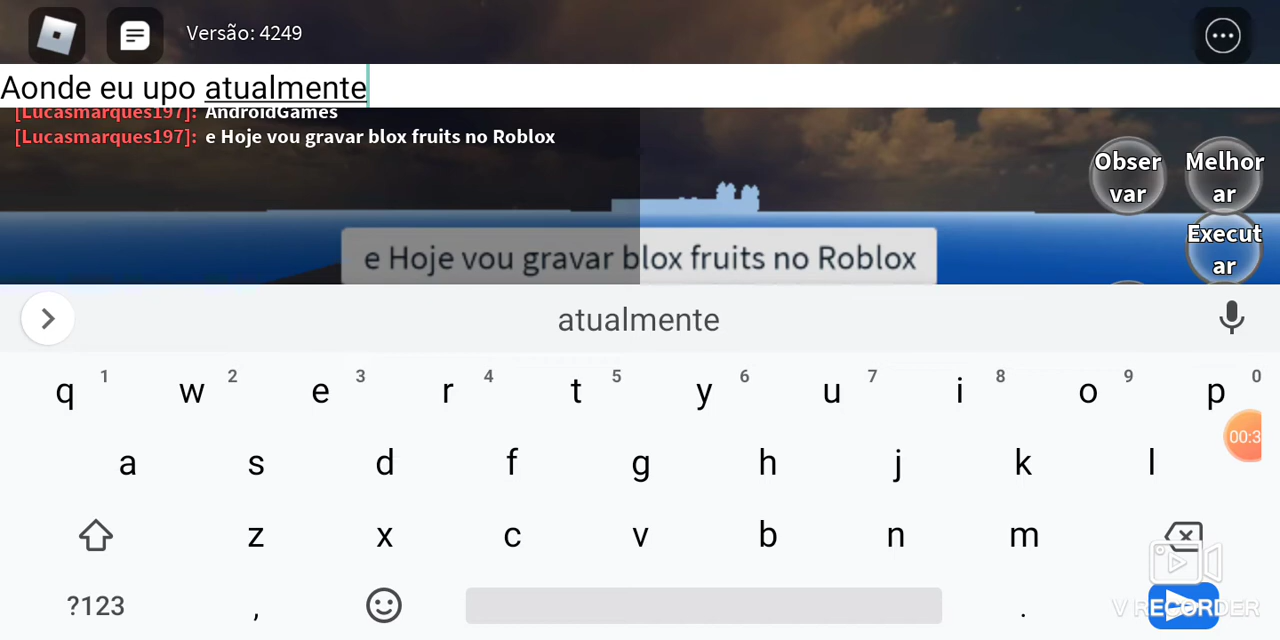 Versão: 4249
Aonde eu upo atualmente
[Lucasmarques197]: AndroidGames
[Lucasmarques197]: e Hoje vou gravar blox fruits no Roblox
Obser
var
Melhor
ar
Execut
ar
e Hoje vou gravar blox fruits no Roblox
atualmente
q 1 w 2 e 3 r 4 t 5 y 6 u 7 i 8 o 9 p 0
00:3
a s d f g h j k l
z x c v b n m
?123 , .
V RECORDER